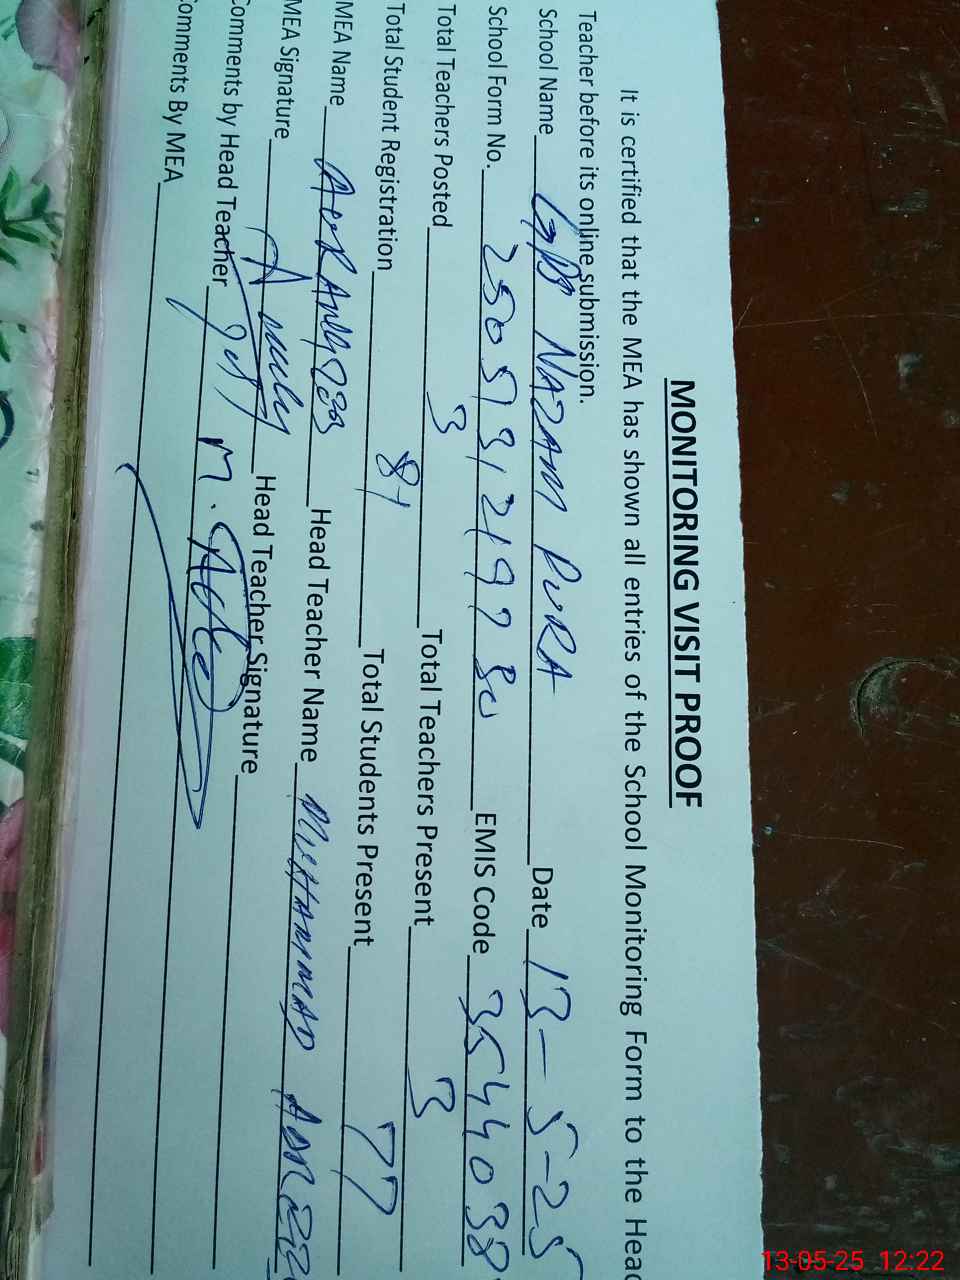 MONITORING VISIT PROOF
It is certified that the MEA has shown all entries of the School Monitoring Form to the Head
Teacher before its online submission.
School Name GPS NAZAM PURA Date 13-5-25
School Form No. EMIS Code 3544038
Total Teachers Posted 3 Total Teachers Present 3
Total Student Registration 81 Total Students Present 77
MEA Name Head Teacher Name MUHAMMAD
MEA Signature Head Teacher Signature
Comments by Head Teacher
Comments By MEA
13-05-25 12:22